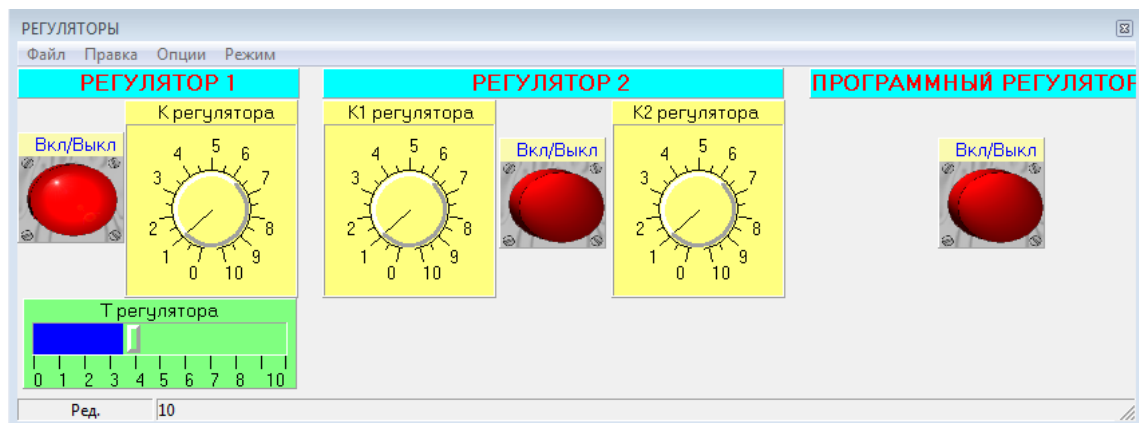 РЕГУЛЯТОРЫ
Файл Правка Опции Режим
РЕГУЛЯТОР 1
РЕГУЛЯТОР 2
ПРОГРАММНЫЙ РЕГУЛЯТОР
Вкл/Выкл
К регулятора
0 1 2 3 4 5 6 7 8 9 10
Т регулятора
0 1 2 3 4 5 6 7 8 10
К1 регулятора
0 1 2 3 4 5 6 7 8 9 10
Вкл/Выкл
К2 регулятора
0 1 2 3 4 5 6 7 8 9 10
Вкл/Выкл
Ред. 10